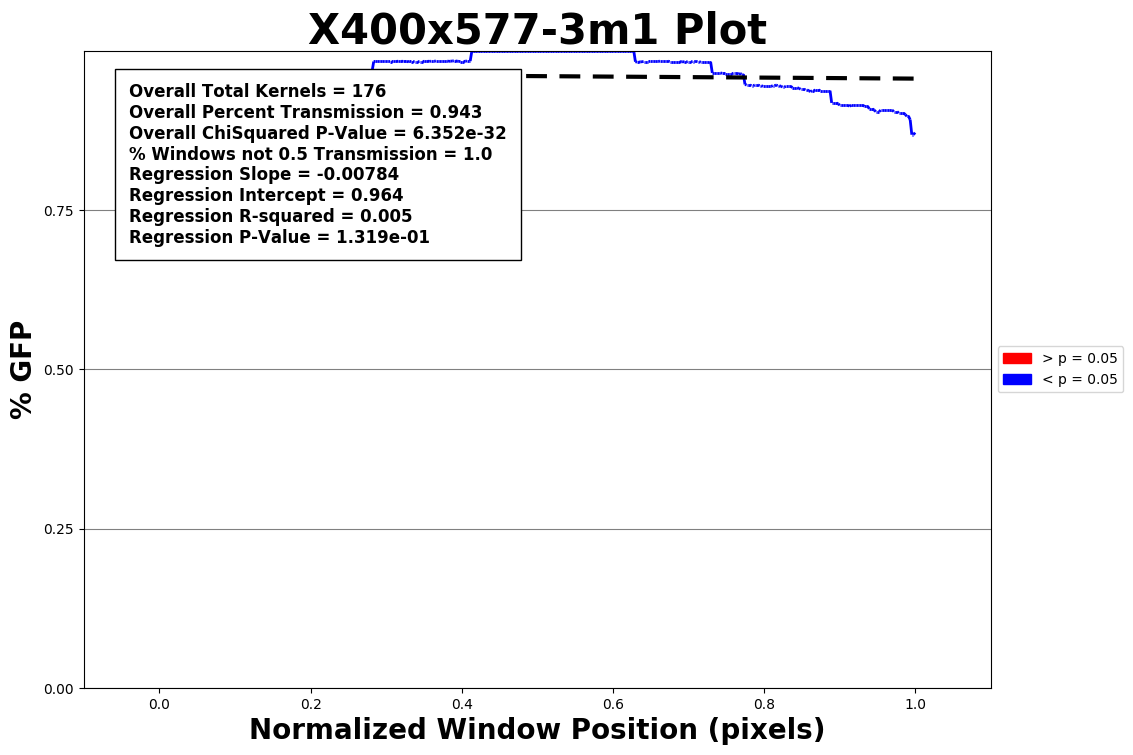 X400x577-3m1 Plot
Overall Total Kernels = 176
Overall Percent Transmission = 0.943
Overall ChiSquared P-Value = 6.352e-32
% Windows not 0.5 Transmission = 1.0
Regression Slope = -0.00784
Regression Intercept = 0.964
Regression R-squared = 0.005
Regression P-Value = 1.319e-01
0.75
0.50
0.25
0.00
% GFP
> p = 0.05
< p = 0.05
0.0 0.2 0.4 0.6 0.8 1.0
Normalized Window Position (pixels)